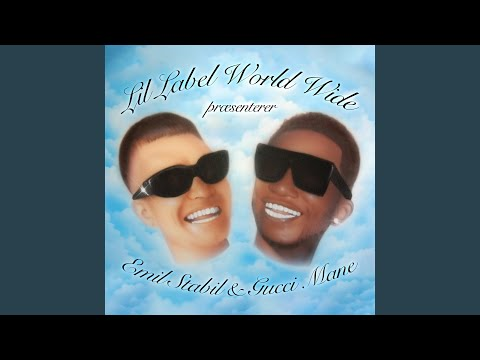 Lil Label World Wide
præsenterer
Emil Stabil & Gucci Mane